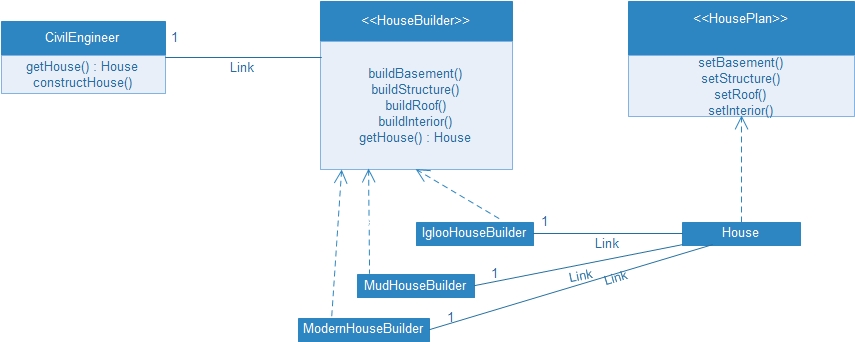 CivilEngineer
getHouse() : House
constructHouse()
1
Link
<<HouseBuilder>>
buildBasement()
buildStructure()
buildRoof()
buildInterior()
getHouse() : House
<<HousePlan>>
setBasement()
setStructure()
setRoof()
setInterior()
IglooHouseBuilder
1
Link
House
MudHouseBuilder
1
Link
Link
ModernHouseBuilder
1